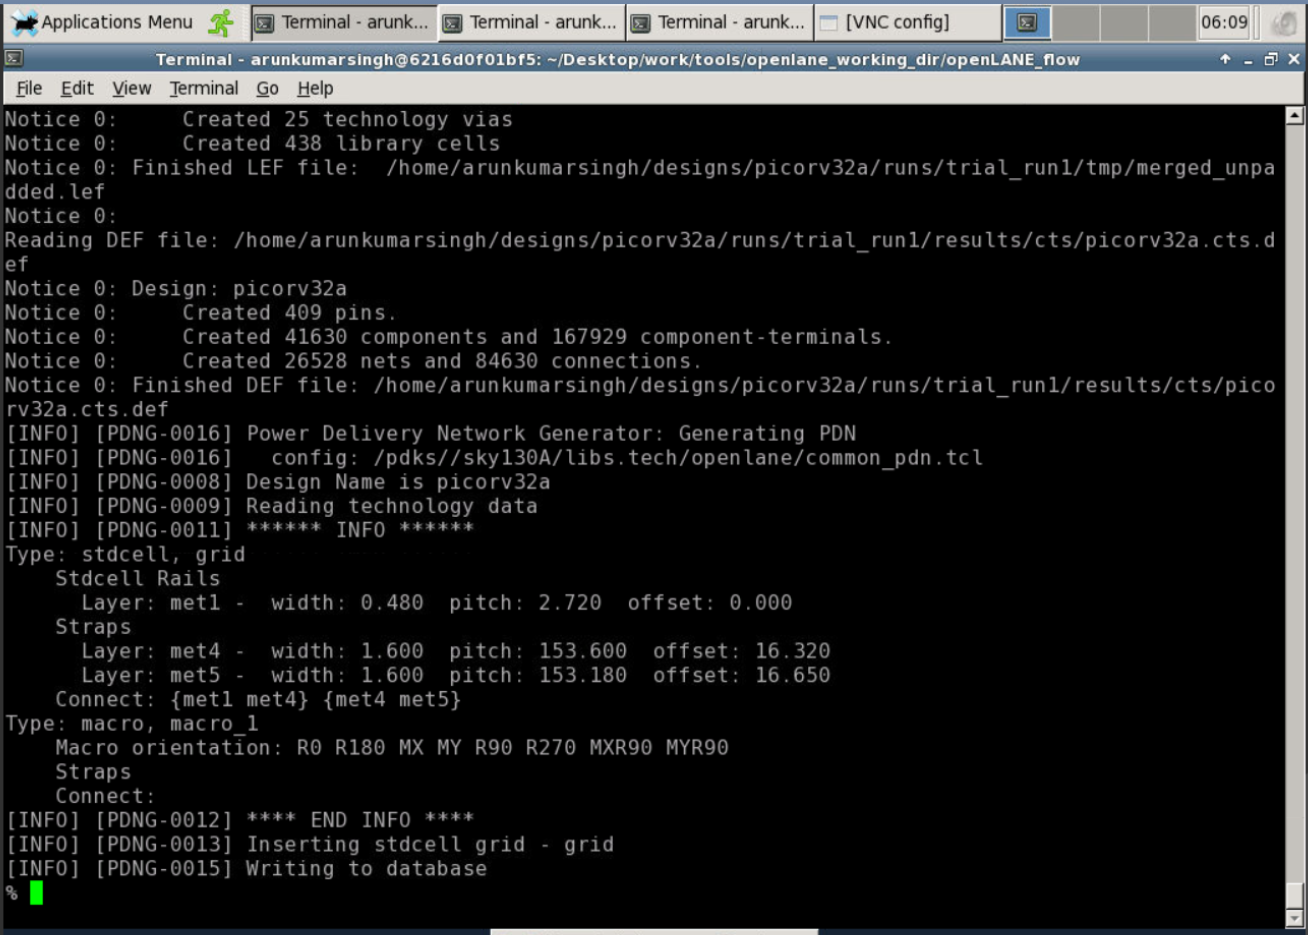 Applications Menu Terminal - arunk... Terminal - arunk... Terminal - arunk... [VNC config] 06:09
Terminal - arunkumarsingh@6216d0f01bf5: ~/Desktop/work/tools/openlane_working_dir/openLANE_flow
File Edit View Terminal Go Help
Notice 0:     Created 25 technology vias
Notice 0:     Created 438 library cells
Notice 0: Finished LEF file:  /home/arunkumarsingh/designs/picorv32a/runs/trial_run1/tmp/merged_unpa
dded.lef
Notice 0:
Reading DEF file: /home/arunkumarsingh/designs/picorv32a/runs/trial_run1/results/cts/picorv32a.cts.d
ef
Notice 0: Design: picorv32a
Notice 0:     Created 409 pins.
Notice 0:     Created 41630 components and 167929 component-terminals.
Notice 0:     Created 26528 nets and 84630 connections.
Notice 0: Finished DEF file: /home/arunkumarsingh/designs/picorv32a/runs/trial_run1/results/cts/pico
rv32a.cts.def
[INFO] [PDNG-0016] Power Delivery Network Generator: Generating PDN
[INFO] [PDNG-0016]   config: /pdks//sky130A/libs.tech/openlane/common_pdn.tcl
[INFO] [PDNG-0008] Design Name is picorv32a
[INFO] [PDNG-0009] Reading technology data
[INFO] [PDNG-0011] ****** INFO ******
Type: stdcell, grid
    Stdcell Rails
      Layer: met1 -  width: 0.480  pitch: 2.720  offset: 0.000
    Straps
      Layer: met4 -  width: 1.600  pitch: 153.600  offset: 16.320
      Layer: met5 -  width: 1.600  pitch: 153.180  offset: 16.650
    Connect: {met1 met4} {met4 met5}
Type: macro, macro_1
    Macro orientation: R0 R180 MX MY R90 R270 MXR90 MYR90
    Straps
    Connect:
[INFO] [PDNG-0012] **** END INFO ****
[INFO] [PDNG-0013] Inserting stdcell grid - grid
[INFO] [PDNG-0015] Writing to database
%